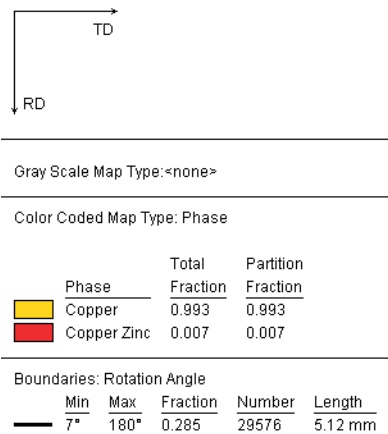 TD
RD
Gray Scale Map Type:<none>
Color Coded Map Type: Phase
Total Partition
Phase Fraction Fraction
Copper 0.993 0.993
Copper Zinc 0.007 0.007
Boundaries: Rotation Angle
Min Max Fraction Number Length
7° 180° 0.285 29576 5.12 mm